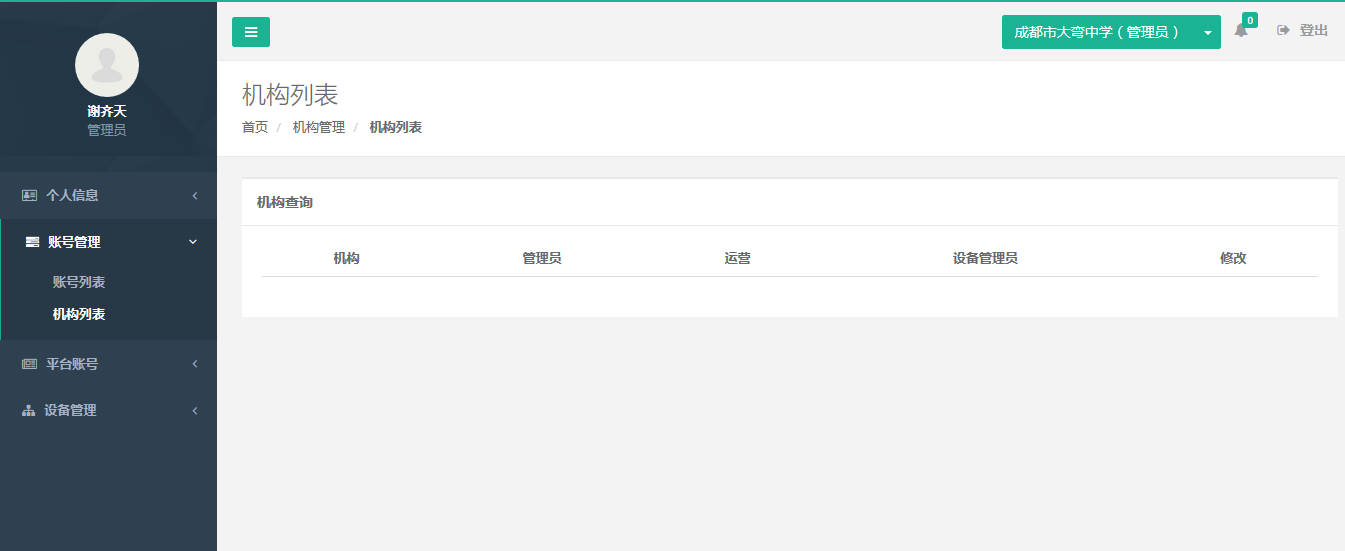 谢齐天
管理员
个人信息
账号管理
账号列表
机构列表
平台账号
设备管理
成都市大弯中学（管理员）
0
登出
机构列表
首页 / 机构管理 / 机构列表
机构查询
机构 管理员 运营 设备管理员 修改